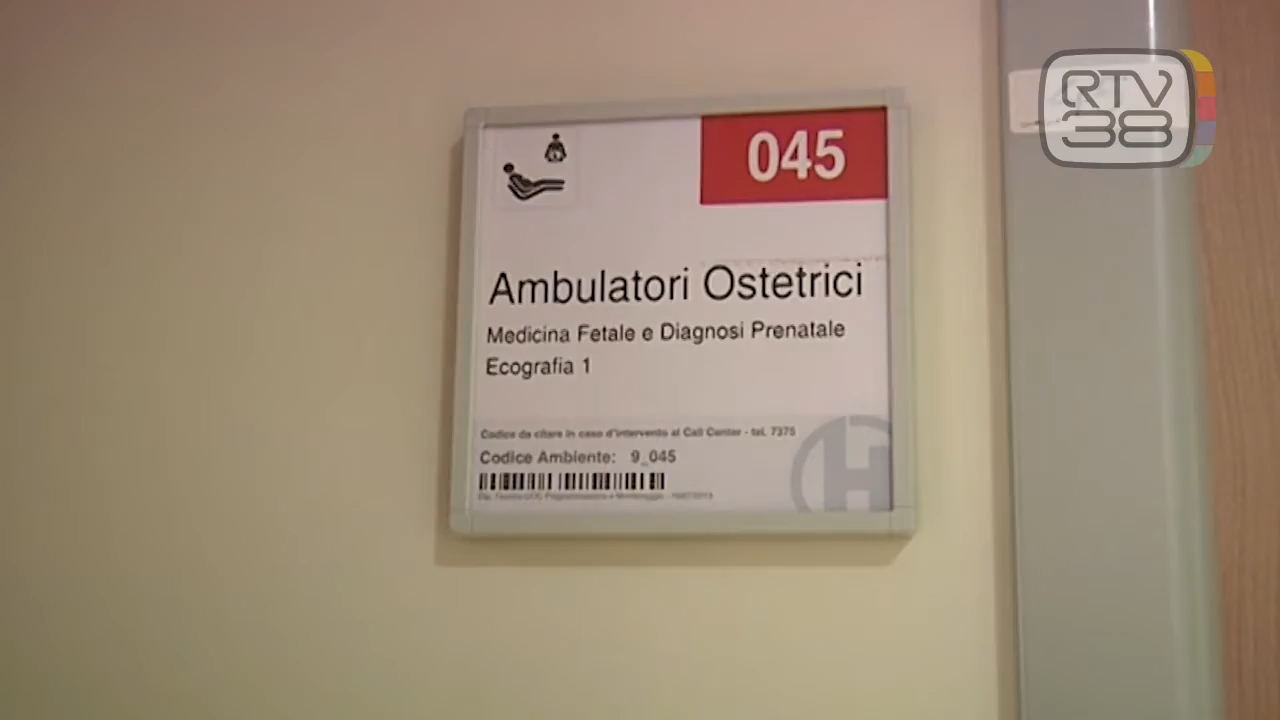 RTV
38
045
Ambulatori Ostetrici
Medicina Fetale e Diagnosi Prenatale
Ecografia 1
Codice da citare in caso d'intervento al Call Center - tel. 7375
Codice Ambiente: 9_045
H